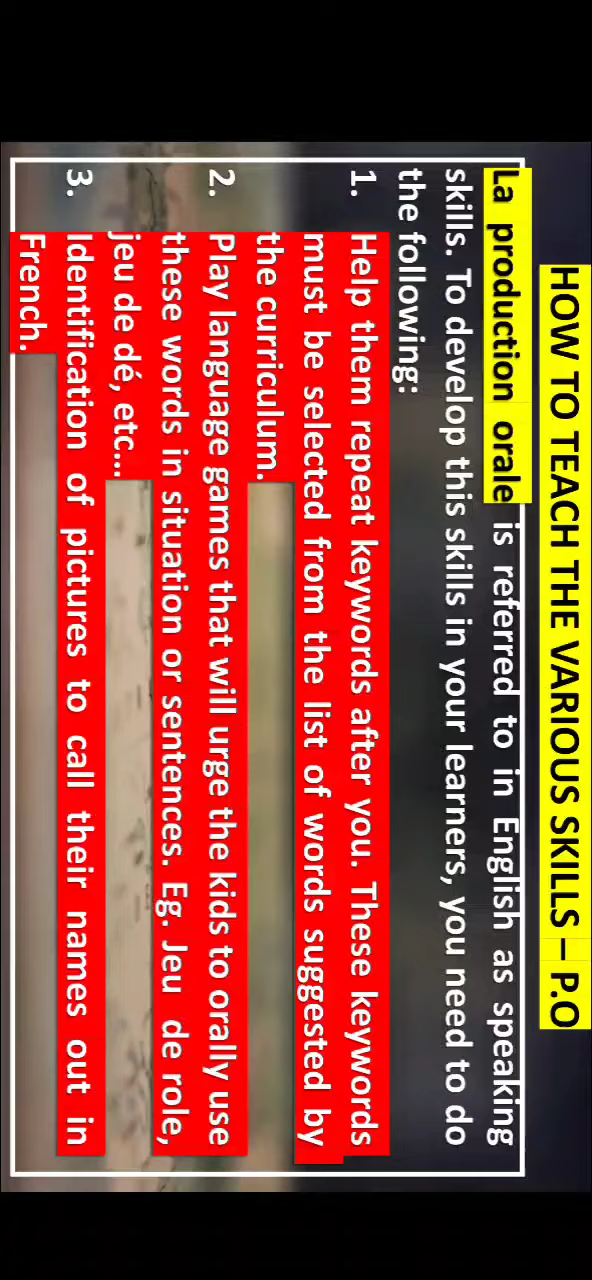 HOW TO TEACH THE VARIOUS SKILLS – P.O
La production orale is referred to in English as speaking
skills. To develop this skills in your learners, you need to do
the following:
1. Help them repeat keywords after you. These keywords
must be selected from the list of words suggested by
the curriculum.
2. Play language games that will urge the kids to orally use
these words in situation or sentences. Eg. Jeu de role,
jeu de dé, etc...
3. Identification of pictures to call their names out in
French.